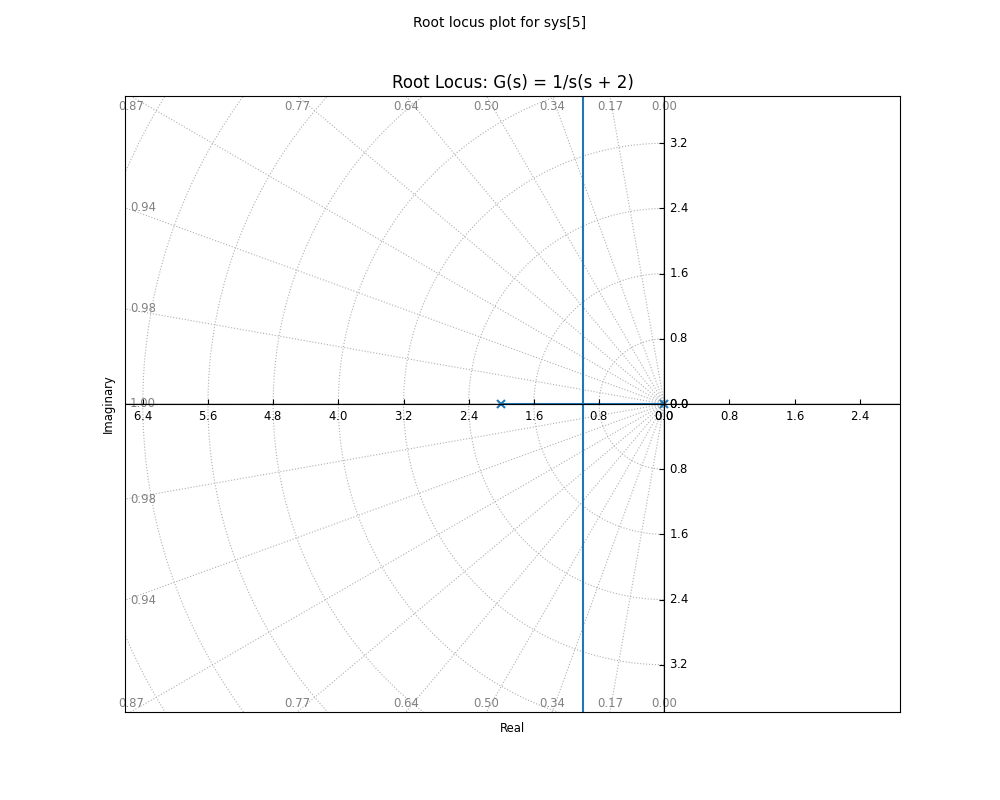 Root locus plot for sys[5]
Root Locus: G(s) = 1/s(s + 2)
0.87 0.77 0.64 0.50 0.34 0.17 0.00
3.2
0.94 2.4
1.6
0.98
0.8
1.00 0.0
6.4 5.6 4.8 4.0 3.2 2.4 1.6 0.8 0.0 0.8 1.6 2.4
0.8
0.98
1.6
0.94 2.4
3.2
0.87 0.77 0.64 0.50 0.34 0.17 0.00
Imaginary
Real